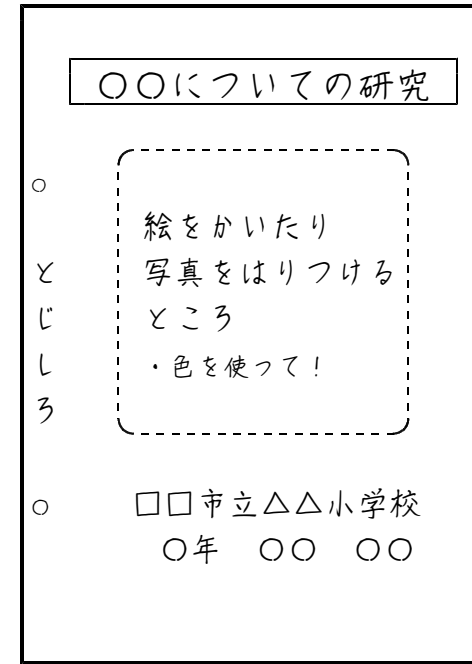 ○○についての研究
絵をかいたり
写真をはりつける
ところ
・色を使って!
とじしろ
□□市立△△小学校
○年 ○○ ○○